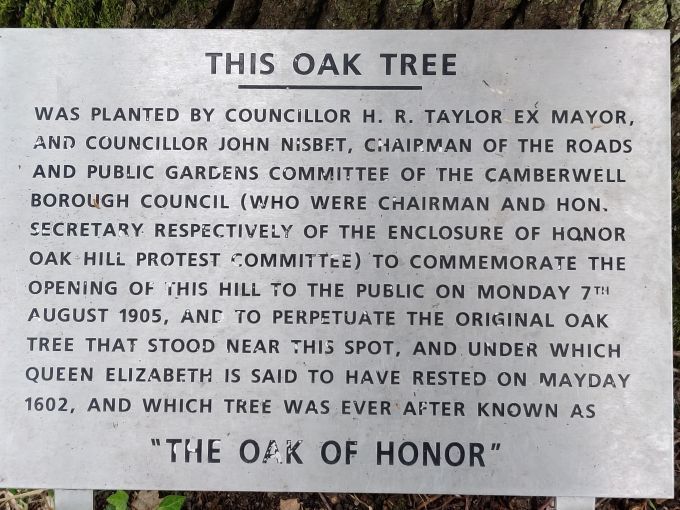 THIS OAK TREE
WAS PLANTED BY COUNCILLOR H. R. TAYLOR EX MAYOR,
AND COUNCILLOR JOHN NISBET, CHAIRMAN OF THE ROADS
AND PUBLIC GARDENS COMMITTEE OF THE CAMBERWELL
BOROUGH COUNCIL (WHO WERE CHAIRMAN AND HON.
SECRETARY RESPECTIVELY OF THE ENCLOSURE OF HONOR
OAK HILL PROTEST COMMITTEE) TO COMMEMORATE THE
OPENING OF THIS HILL TO THE PUBLIC ON MONDAY 7TH
AUGUST 1905, AND TO PERPETUATE THE ORIGINAL OAK
TREE THAT STOOD NEAR THIS SPOT, AND UNDER WHICH
QUEEN ELIZABETH IS SAID TO HAVE RESTED ON MAYDAY
1602, AND WHICH TREE WAS EVER AFTER KNOWN AS
"THE OAK OF HONOR"